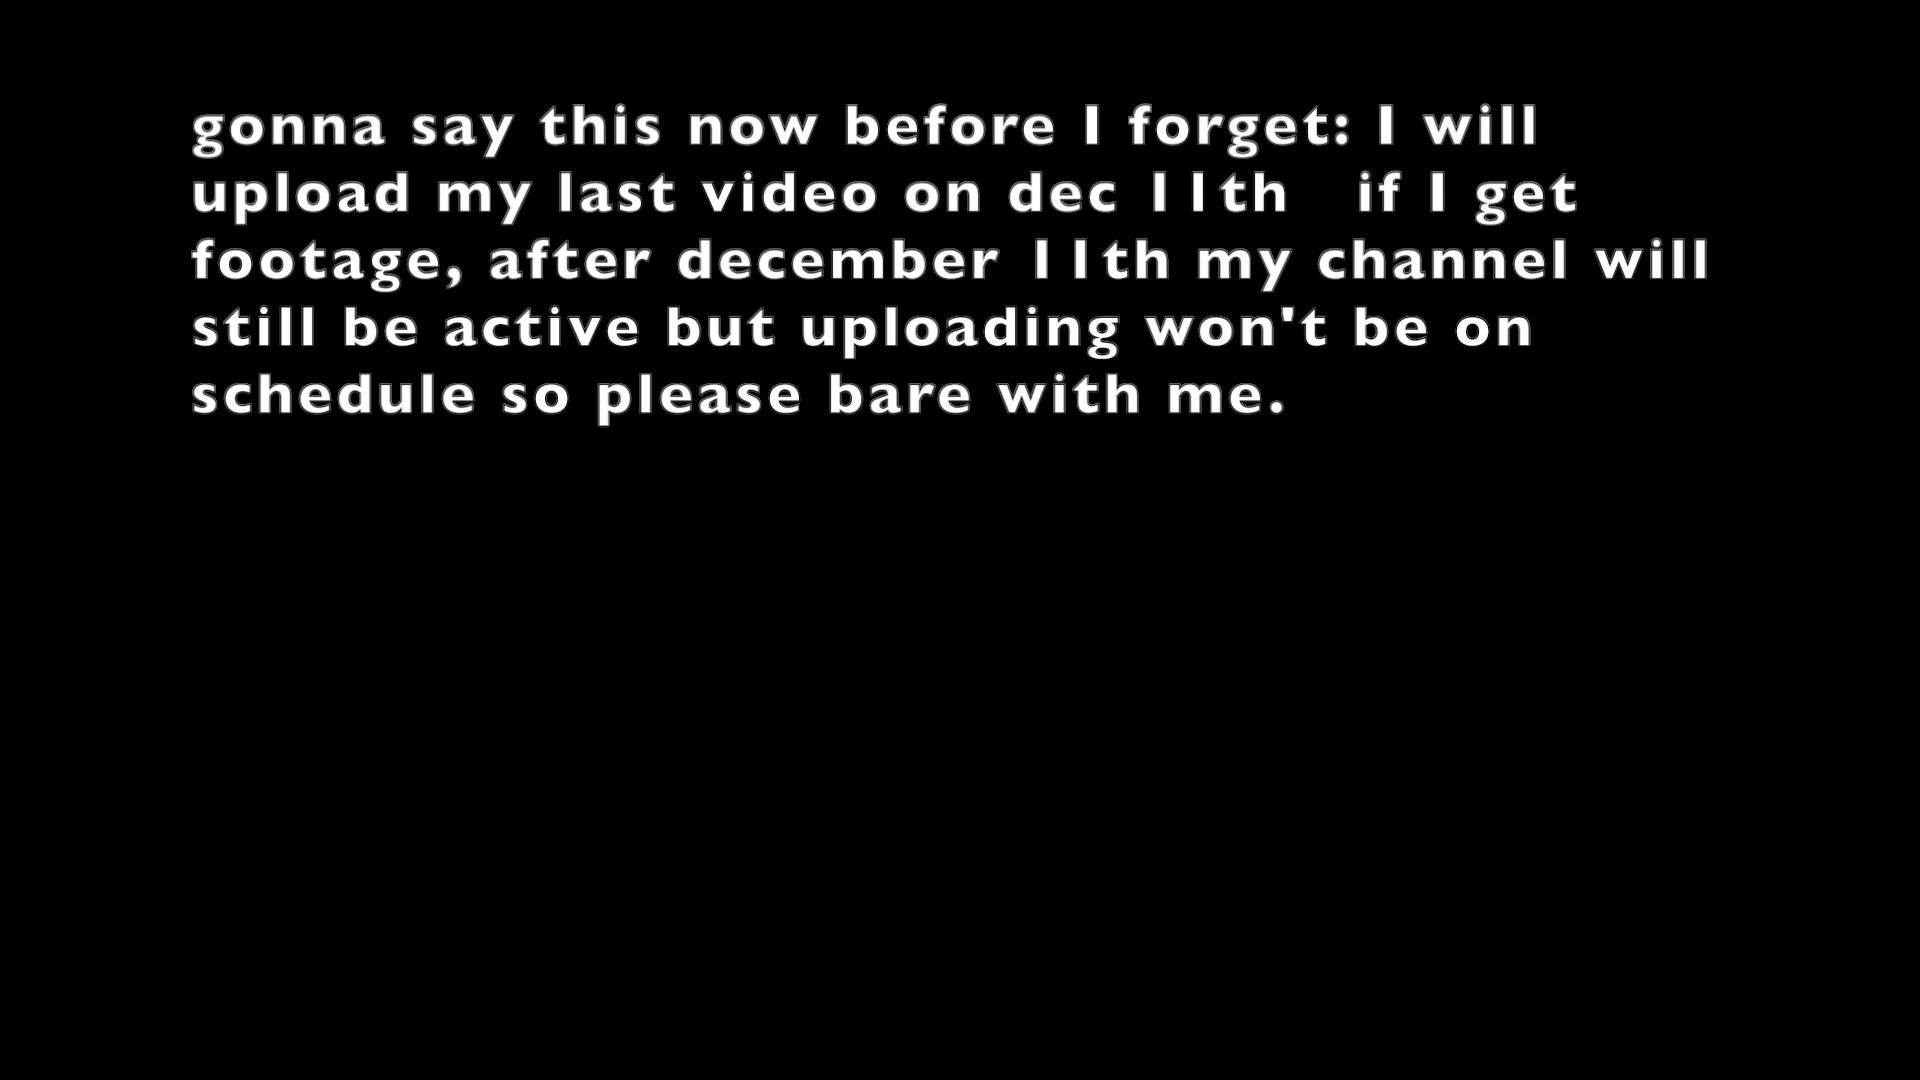 gonna say this now before I forget: I will
upload my last video on dec 11th   if I get
footage, after december 11th my channel will
still be active but uploading won't be on
schedule so please bare with me.